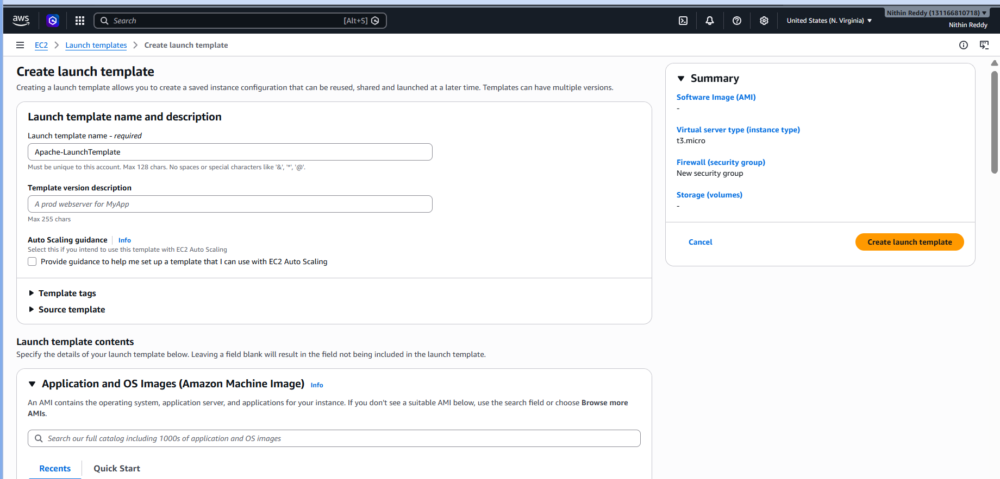 aws
Search
[Alt+S]
United States (N. Virginia)
Nithin Reddy (131166810718)
Nithin Reddy
EC2
Launch templates
Create launch template
Create launch template
Creating a launch template allows you to create a saved instance configuration that can be reused, shared and launched at a later time. Templates can have multiple versions.
Launch template name and description
Launch template name - required
Apache-LaunchTemplate
Must be unique to this account. Max 128 chars. No spaces or special characters like '&', '*', '@'.
Template version description
A prod webserver for MyApp
Max 255 chars
Auto Scaling guidance Info
Select this if you intend to use this template with EC2 Auto Scaling
Provide guidance to help me set up a template that I can use with EC2 Auto Scaling
Template tags
Source template
Launch template contents
Specify the details of your launch template below. Leaving a field blank will result in the field not being included in the launch template.
Application and OS Images (Amazon Machine Image) Info
An AMI contains the operating system, application server, and applications for your instance. If you don't see a suitable AMI below, use the search field or choose Browse more
AMIs.
Search our full catalog including 1000s of application and OS images
Recents
Quick Start
Summary
Software Image (AMI)
-
Virtual server type (instance type)
t3.micro
Firewall (security group)
New security group
Storage (volumes)
-
Cancel
Create launch template